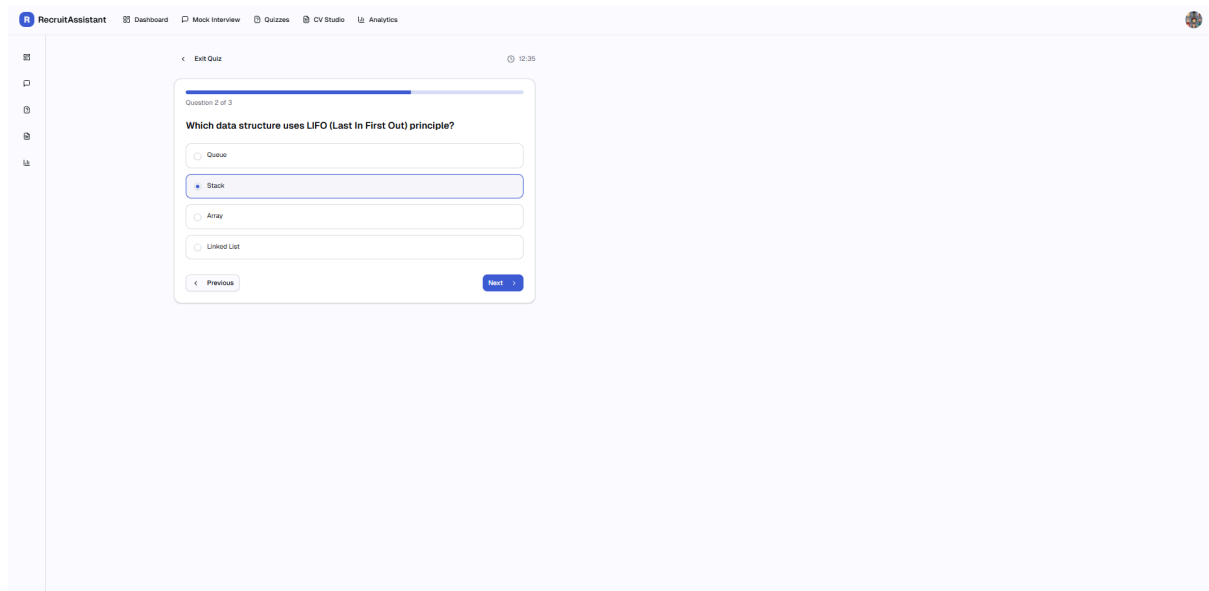 R RecruitAssistant Dashboard Mock Interview Quizzes CV Studio Analytics
Exit Quiz 12:35
Question 2 of 3
Which data structure uses LIFO (Last In First Out) principle?
Queue
Stack
Array
Linked List
Previous Next